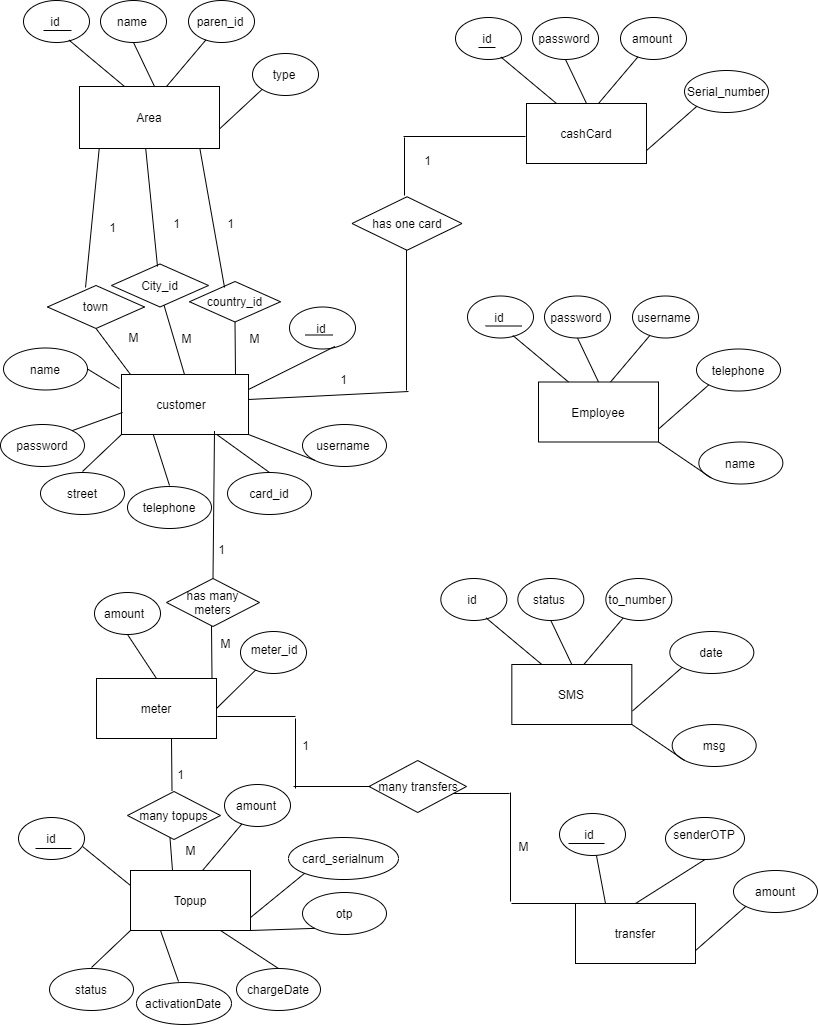 id
name
paren_id
type
Area
id
password
amount
Serial_number
cashCard
1
has one card
1
1
1
1
town
City_id
country_id
M
M
M
id
name
customer
password
username
street
telephone
card_id
id
password
username
telephone
Employee
name
1
has many
meters
M
amount
meter_id
meter
id
status
to_number
date
SMS
msg
1
many transfers
M
1
many topups
M
amount
id
card_serialnum
Topup
otp
status
activationDate
chargeDate
id
senderOTP
amount
transfer